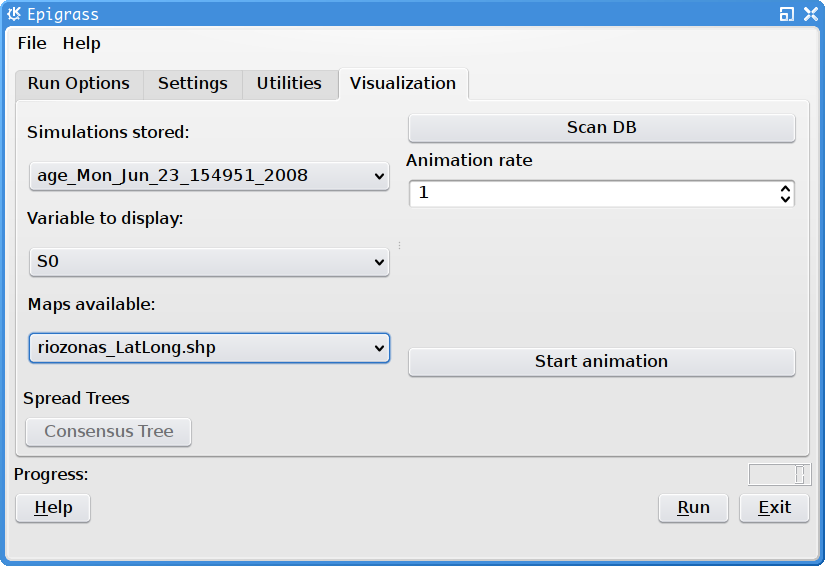 Epigrass
File Help
Run Options Settings Utilities Visualization
Simulations stored:
Scan DB
age_Mon_Jun_23_154951_2008
Animation rate
1
Variable to display:
S0
Maps available:
riozonas_LatLong.shp
Start animation
Spread Trees
Consensus Tree
Progress:
Help Run Exit